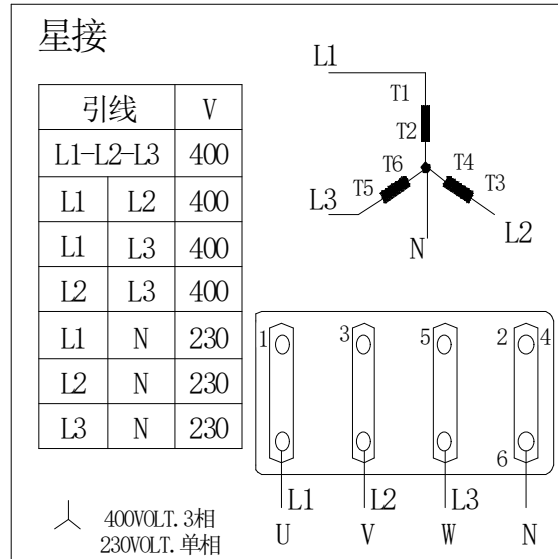 星接
引线 V
L1-L2-L3 400
L1 L2 400
L1 L3 400
L2 L3 400
L1 N 230
L2 N 230
L3 N 230
L1
T1
T2
T6 T4
T5 T3
L3 L2
N
1 3 5 2 4
6
L1 L2 L3
U V W N
400VOLT.3相
230VOLT.单相